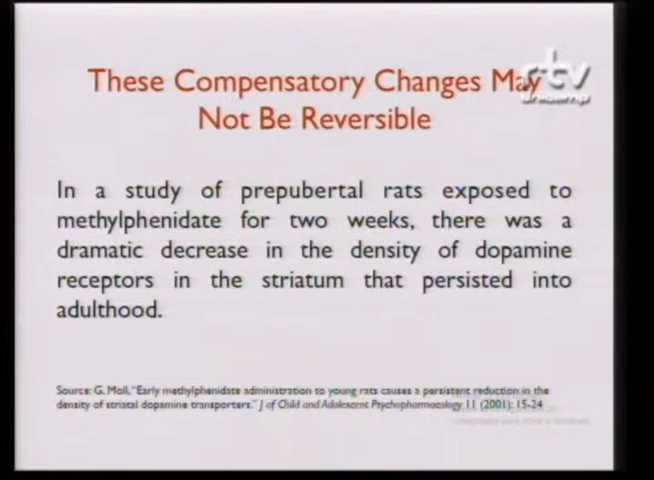 These Compensatory Changes May
Not Be Reversible
rtv
In a study of prepubertal rats exposed to
methylphenidate for two weeks, there was a
dramatic decrease in the density of dopamine
receptors in the striatum that persisted into
adulthood.
Source: G. Moll, "Early methylphenidate administration to young rats causes a persistent reduction in the
density of striatal dopamine transporters." J of Child and Adolescent Psychopharmacology 11 (2001): 15-24